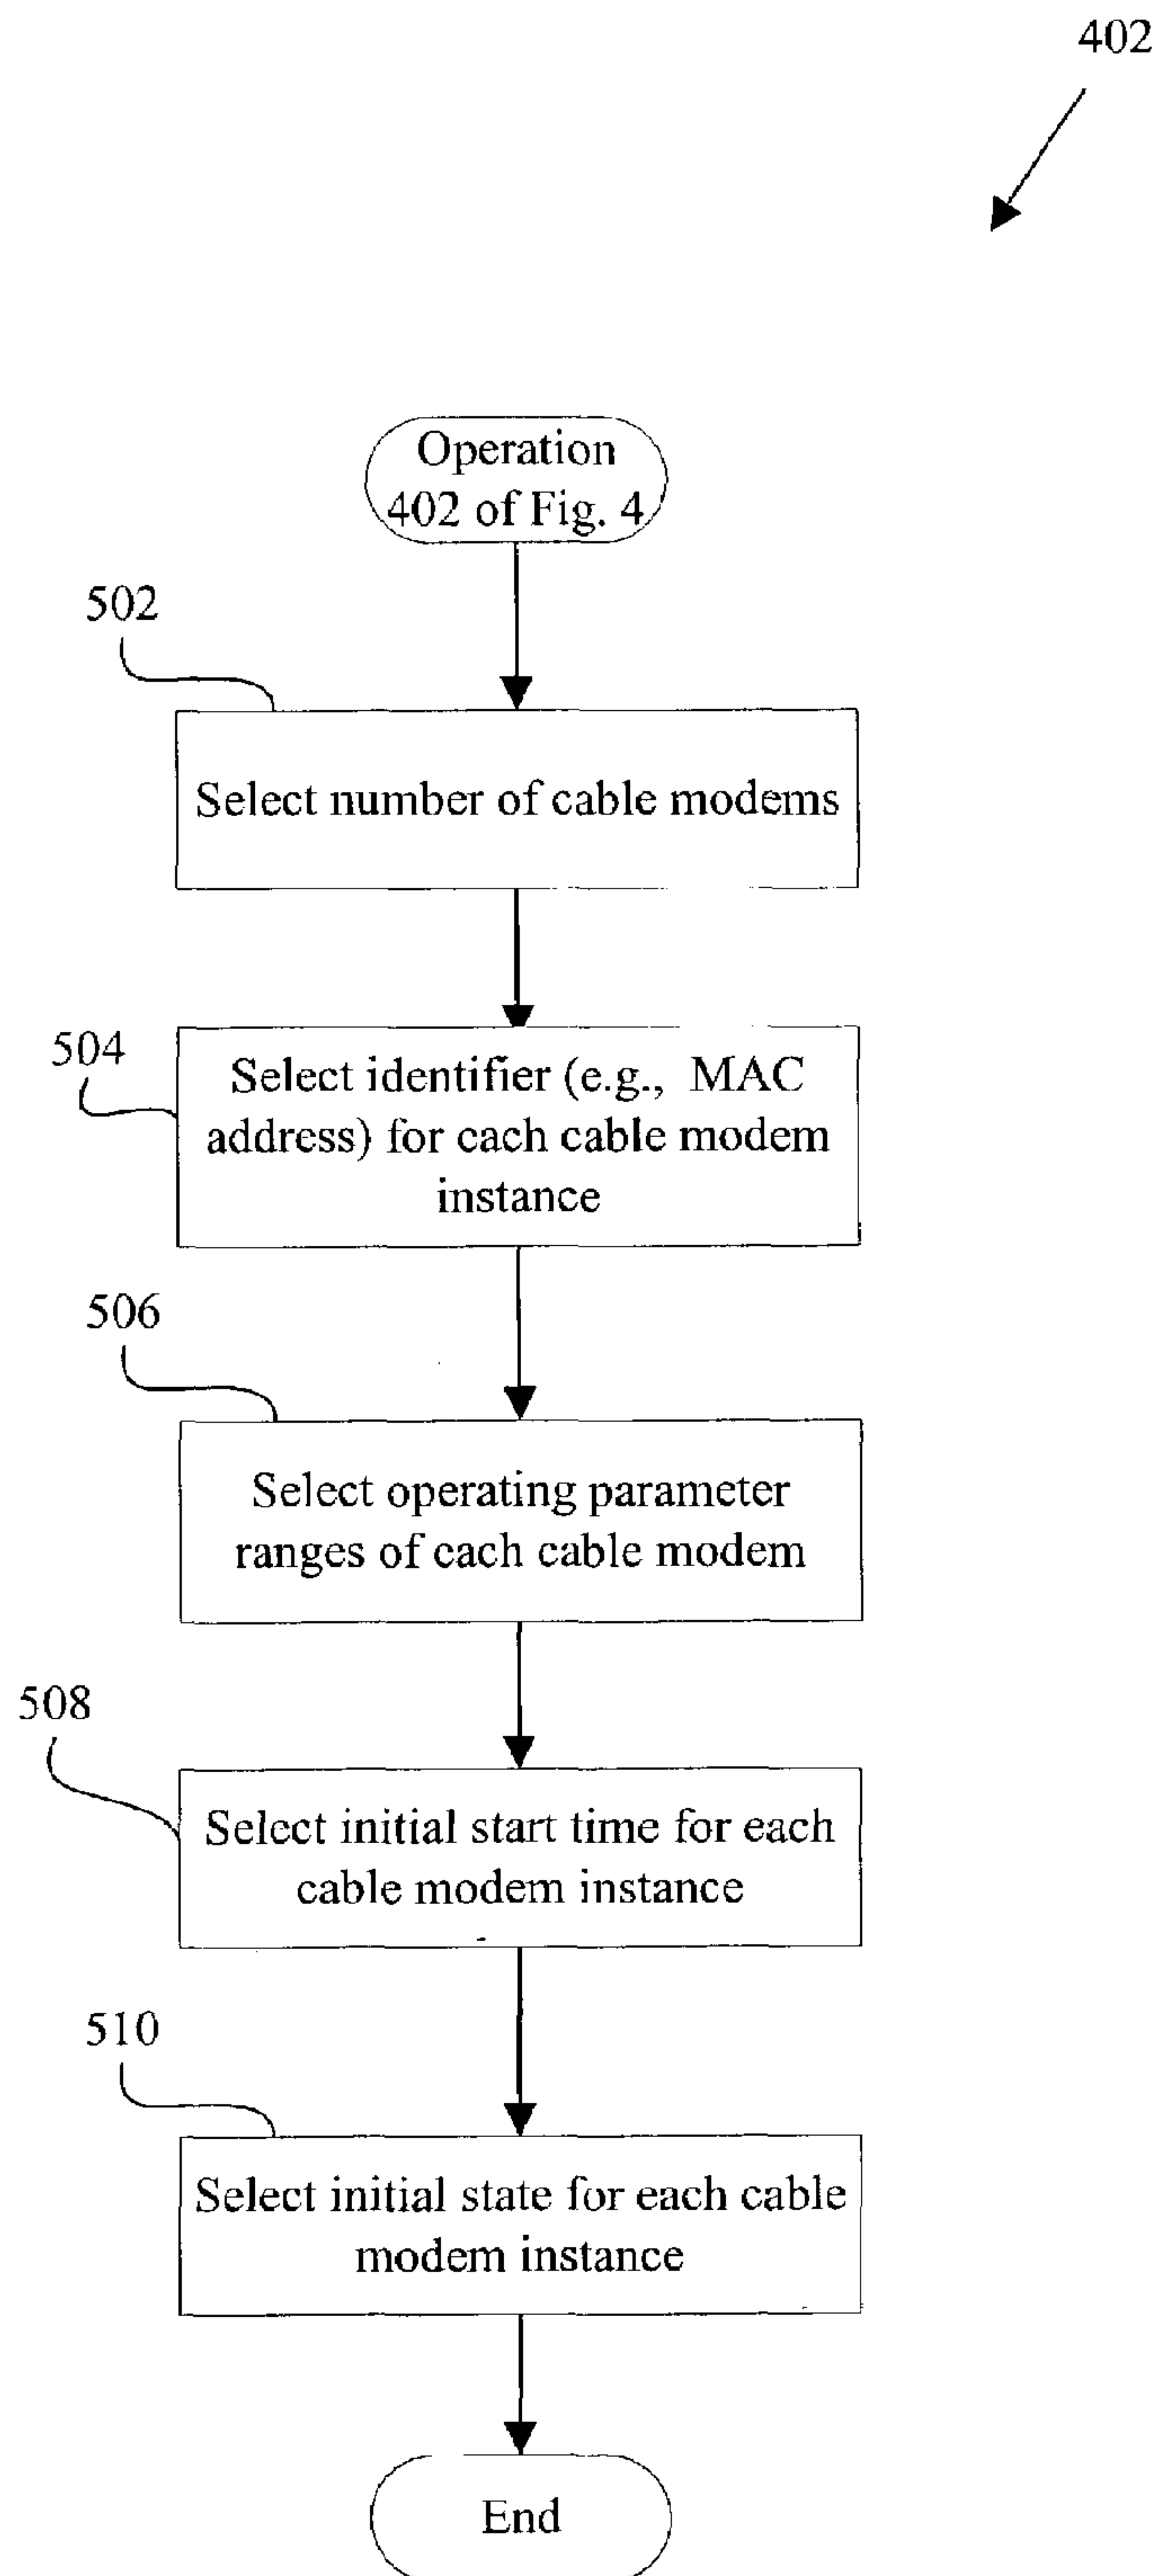 402
Operation
402 of Fig. 4
502
Select number of cable modems
504
Select identifier (e.g., MAC
address) for each cable modem
instance
506
Select operating parameter
ranges of each cable modem
508
Select initial start time for each
cable modem instance
510
Select initial state for each cable
modem instance
End